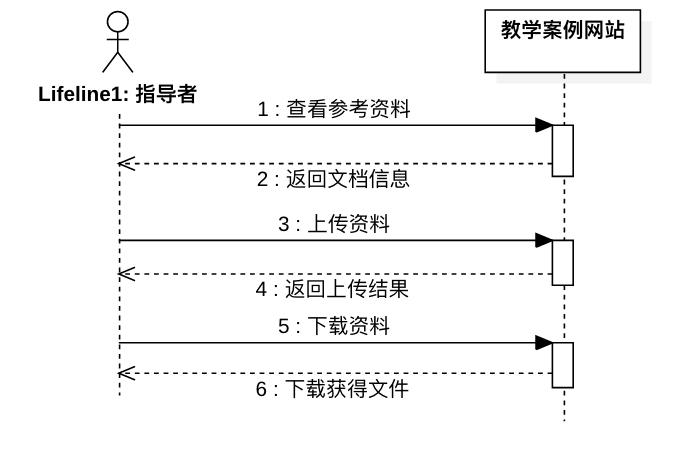 教学案例网站
Lifeline1: 指导者
1 : 查看参考资料
2 : 返回文档信息
3 : 上传资料
4 : 返回上传结果
5 : 下载资料
6 : 下载获得文件